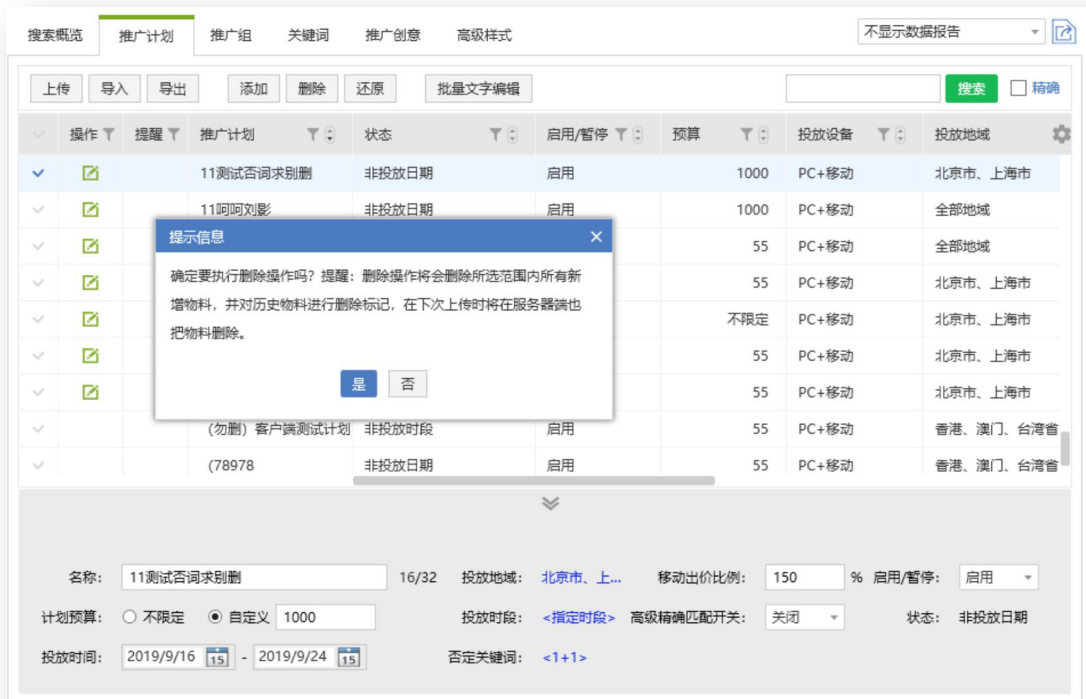 搜索概览 推广计划 推广组 关键词 推广创意 高级样式 不显示数据报告
上传 导入 导出 添加 删除 还原 批量文字编辑 搜索 精确
操作 提醒 推广计划 状态 启用/暂停 预算 投放设备 投放地域
11测试否词求别删 非投放日期 启用 1000 PC+移动 北京市、上海市
11呵呵刘影 非投放日期 启用 1000 PC+移动 全部地域
提示信息
55 PC+移动 全部地域
确定要执行删除操作吗?提醒:删除操作将会删除所选范围内所有新
55 PC+移动 北京市、上海市
增物料,并对历史物料进行删除标记,在下次上传时将在服务器端也
不限定 PC+移动 北京市、上海市
把物料删除。
55 PC+移动 北京市、上海市
是 否
55 PC+移动 北京市、上海市
(勿删)客户端测试计划 非投放时段 启用 55 PC+移动 香港、澳门、台湾省
(78978 非投放日期 启用 55 PC+移动 香港、澳门、台湾省
名称: 11测试否词求别删 16/32 投放地域: 北京市、上... 移动出价比例: 150 % 启用/暂停: 启用
计划预算: 不限定 自定义 1000 投放时段: <指定时段> 高级精确匹配开关: 关闭 状态: 非投放日期
投放时间: 2019/9/16 15 - 2019/9/24 15 否定关键词: <1+1>